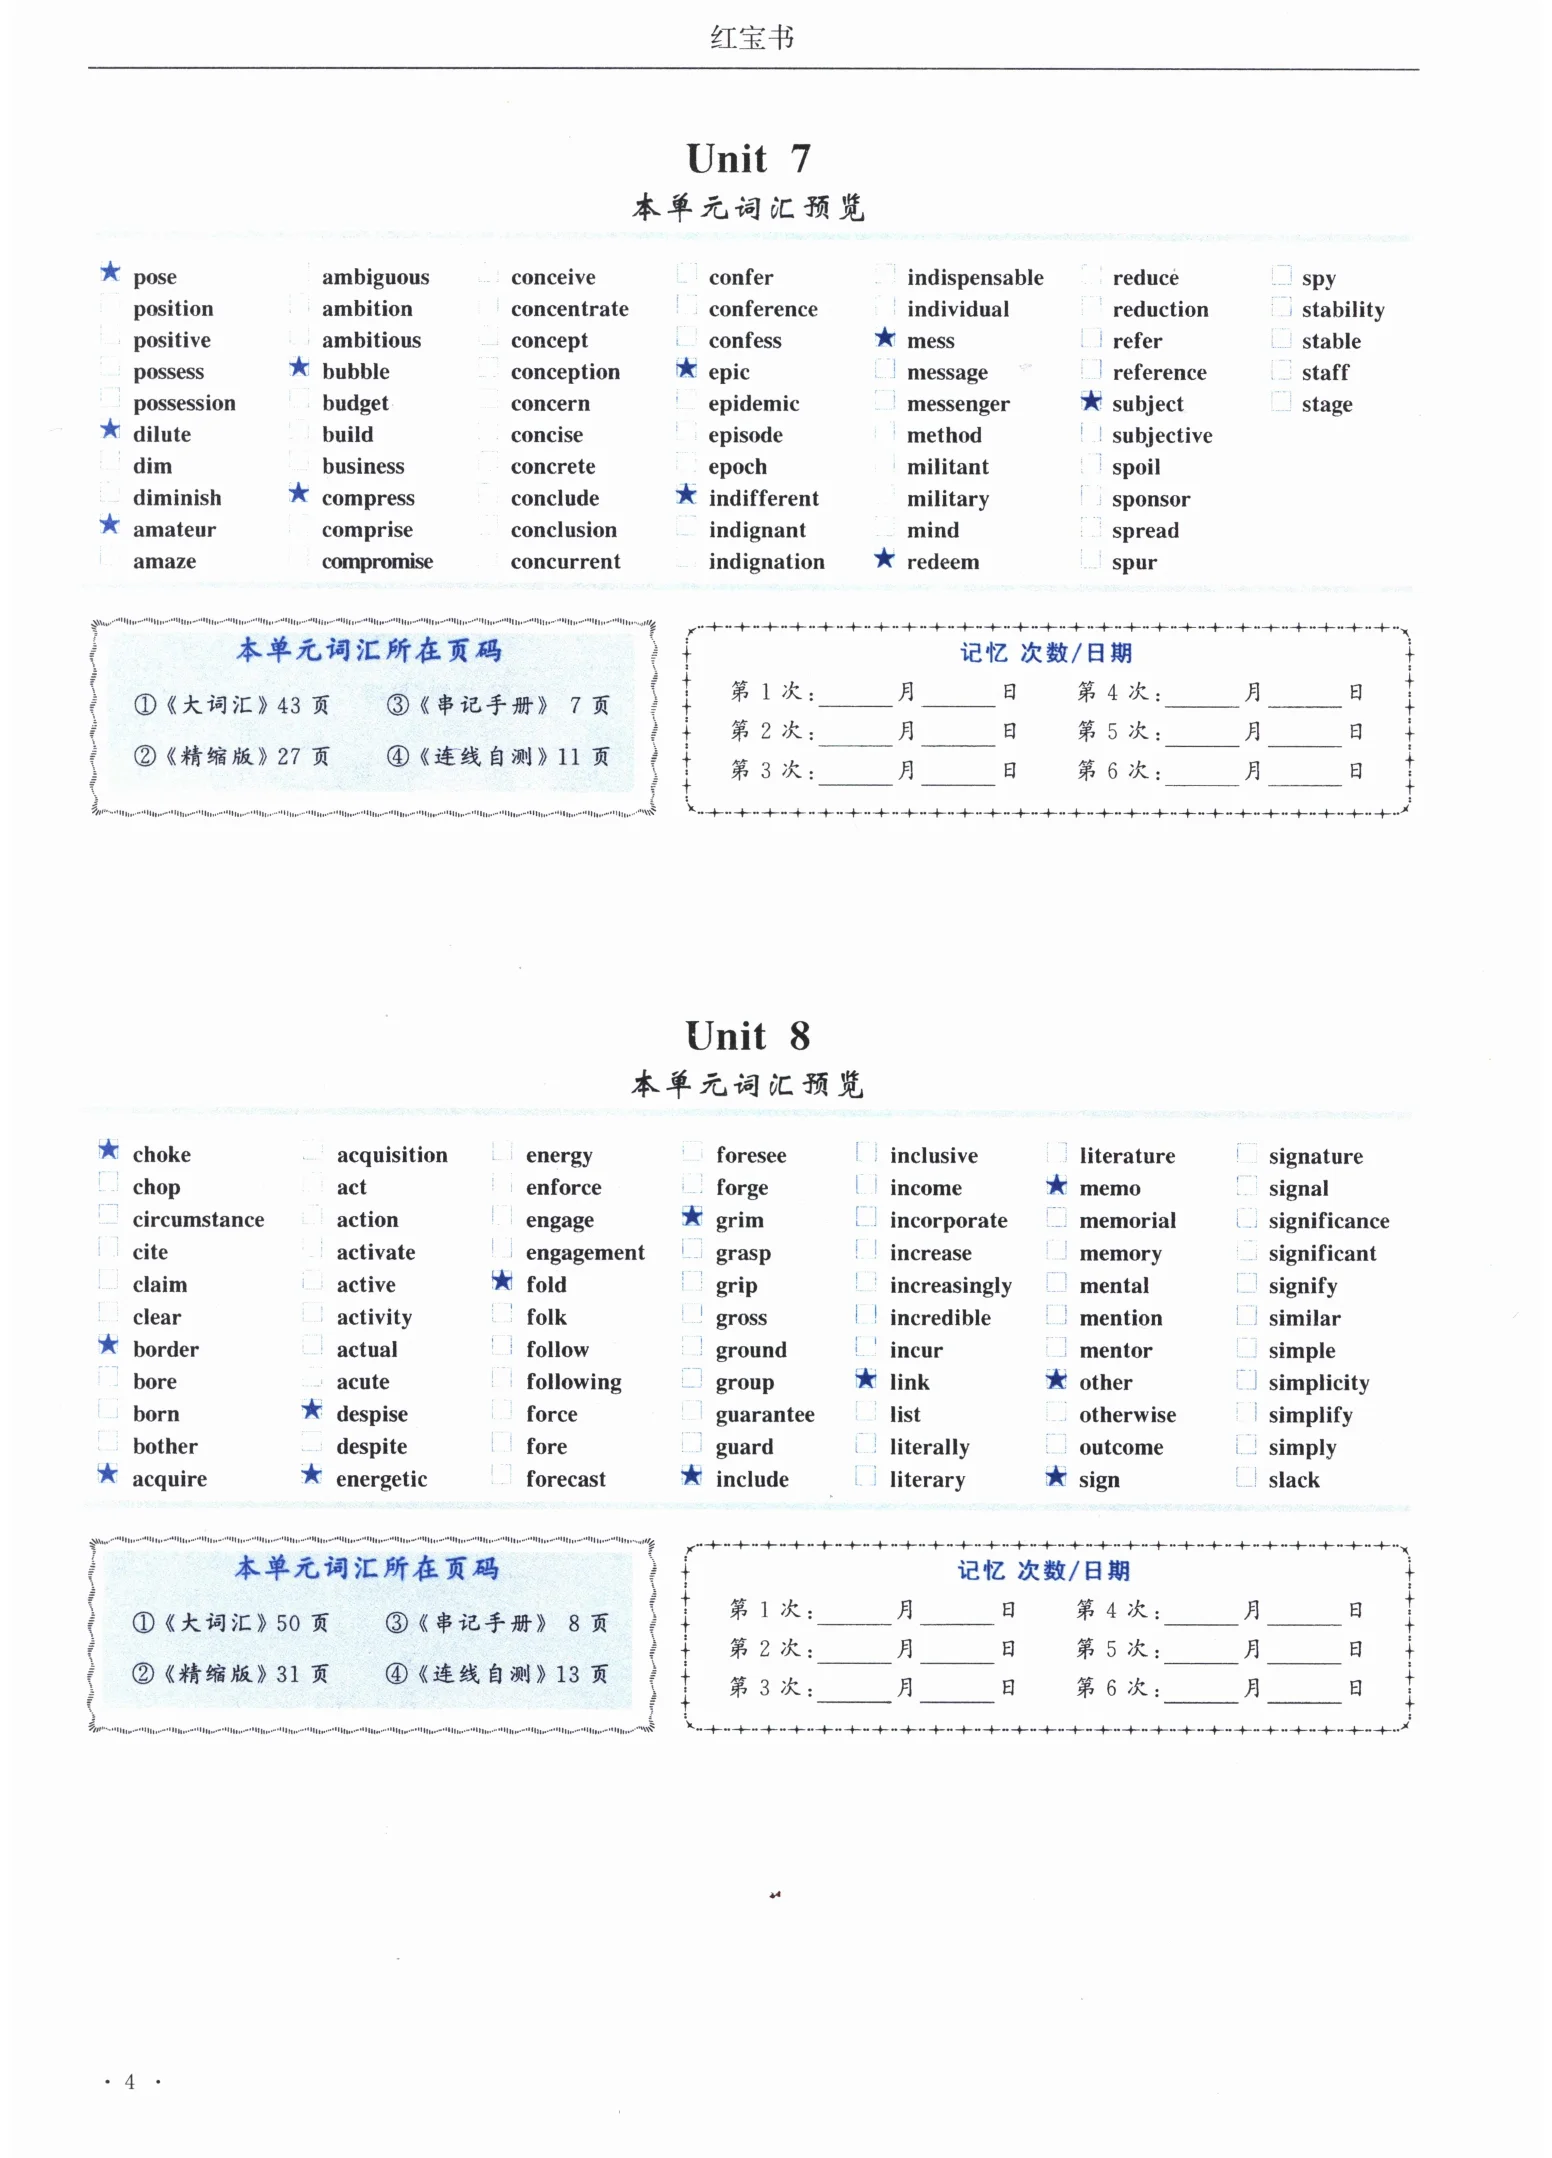 红宝书
Unit 7
本单元词汇预览
★ pose ambiguous conceive confer indispensable reduce spy
position ambition concentrate conference individual reduction stability
positive ambitious concept confess ★ mess refer stable
possess ★ bubble conception ★ epic message reference staff
possession budget concern epidemic messenger ★ subject stage
★ dilute build concise episode method subjective
dim business concrete epoch militant spoil
diminish ★ compress conclude ★ indifferent military sponsor
★ amateur comprise conclusion indignant mind spread
amaze compromise concurrent indignation ★ redeem spur
本单元词汇所在页码
①《大词汇》43 页 ③《串记手册》 7 页
②《精缩版》27 页 ④《连线自测》11 页
记忆 次数/日期
第 1 次:______月______日 第 4 次:______月______日
第 2 次:______月______日 第 5 次:______月______日
第 3 次:______月______日 第 6 次:______月______日
Unit 8
本单元词汇预览
★ choke acquisition energy foresee inclusive literature signature
chop act enforce forge income ★ memo signal
circumstance action engage ★ grim incorporate memorial significance
cite activate engagement grasp increase memory significant
claim active ★ fold grip increasingly mental signify
clear activity folk gross incredible mention similar
★ border actual follow ground incur mentor simple
bore acute following group ★ link ★ other simplicity
born ★ despise force guarantee list otherwise simplify
bother despite fore guard literally outcome simply
★ acquire ★ energetic forecast ★ include literary ★ sign slack
本单元词汇所在页码
①《大词汇》50 页 ③《串记手册》 8 页
②《精缩版》31 页 ④《连线自测》13 页
记忆 次数/日期
第 1 次:______月______日 第 4 次:______月______日
第 2 次:______月______日 第 5 次:______月______日
第 3 次:______月______日 第 6 次:______月______日
· 4 ·